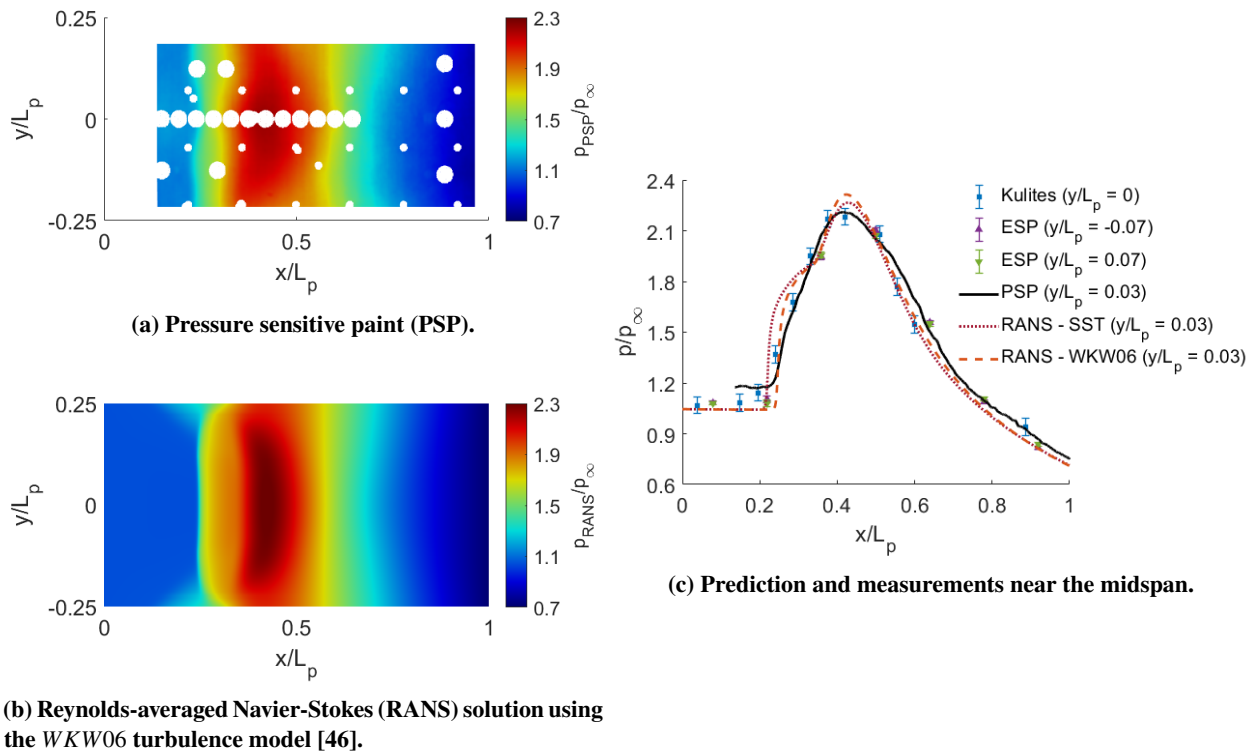 0.25
0
-0.25
y/L_p
0
0.5
1
x/L_p
2.3
1.9
1.5
1.1
0.7
p_PSP/p_∞
(a) Pressure sensitive paint (PSP).
0.25
0
-0.25
y/L_p
0
0.5
1
x/L_p
2.3
1.9
1.5
1.1
0.7
p_RANS/p_∞
(b) Reynolds-averaged Navier-Stokes (RANS) solution using
the WKW06 turbulence model [46].
2.4
2.1
1.8
1.5
1.2
0.9
0.6
p/p_∞
0
0.2
0.4
0.6
0.8
1
x/L_p
Kulites (y/L_p = 0)
ESP (y/L_p = -0.07)
ESP (y/L_p = 0.07)
PSP (y/L_p = 0.03)
RANS - SST (y/L_p = 0.03)
RANS - WKW06 (y/L_p = 0.03)
(c) Prediction and measurements near the midspan.